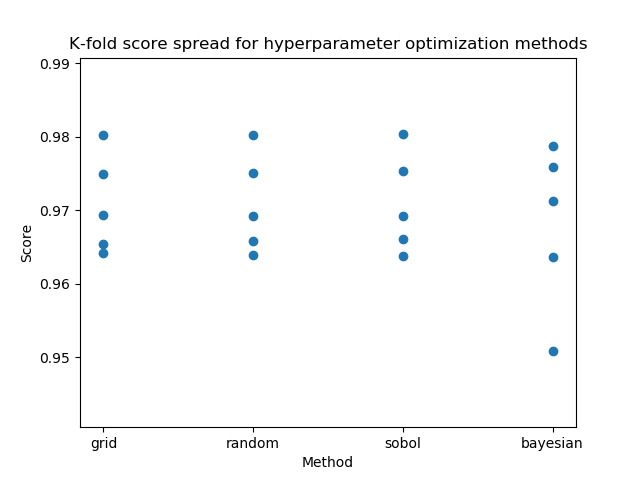 K-fold score spread for hyperparameter optimization methods
0.99
0.98
0.97
0.96
0.95
Score
grid random sobol bayesian
Method